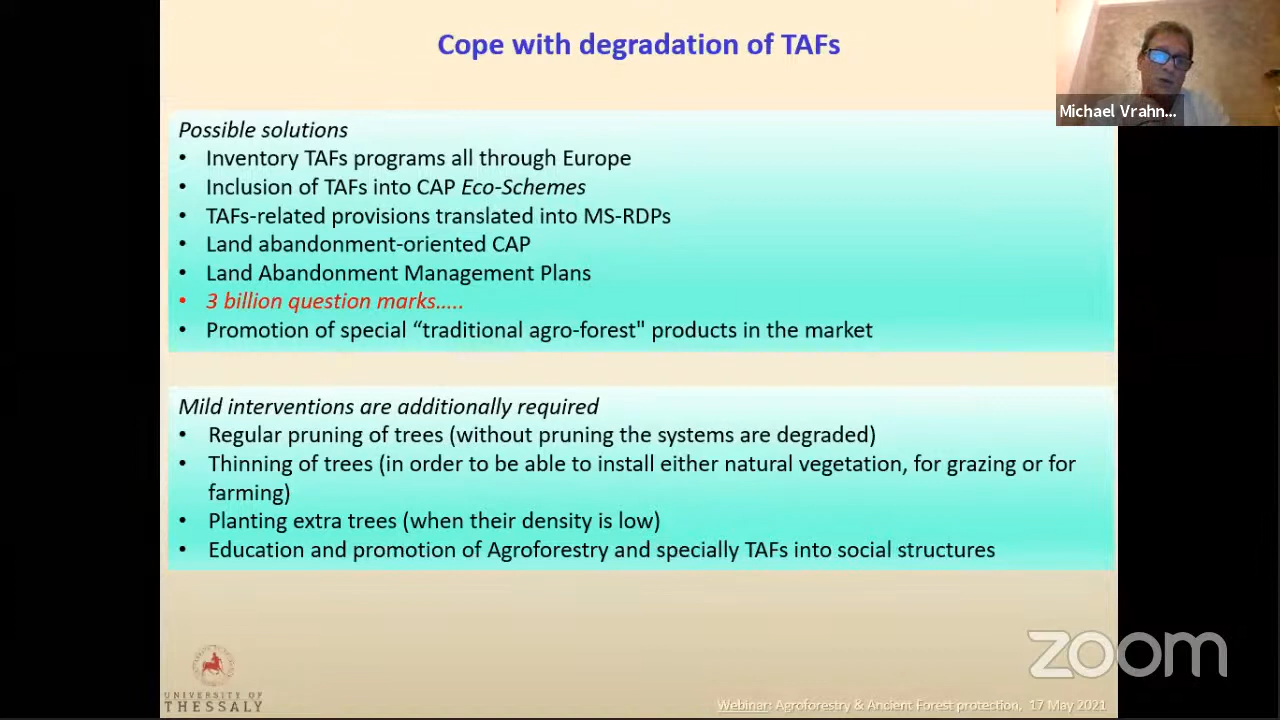 Cope with degradation of TAFs
Michael Vrahn...
Possible solutions
• Inventory TAFs programs all through Europe
• Inclusion of TAFs into CAP Eco-Schemes
• TAFs-related provisions translated into MS-RDPs
• Land abandonment-oriented CAP
• Land Abandonment Management Plans
• 3 billion question marks.....
• Promotion of special “traditional agro-forest" products in the market
Mild interventions are additionally required
• Regular pruning of trees (without pruning the systems are degraded)
• Thinning of trees (in order to be able to install either natural vegetation, for grazing or for
farming)
• Planting extra trees (when their density is low)
• Education and promotion of Agroforestry and specially TAFs into social structures
zoom
UNIVERSITY OF
THESSALY
Webinar: Agroforestry & Ancient Forest protection, 17 May 2021